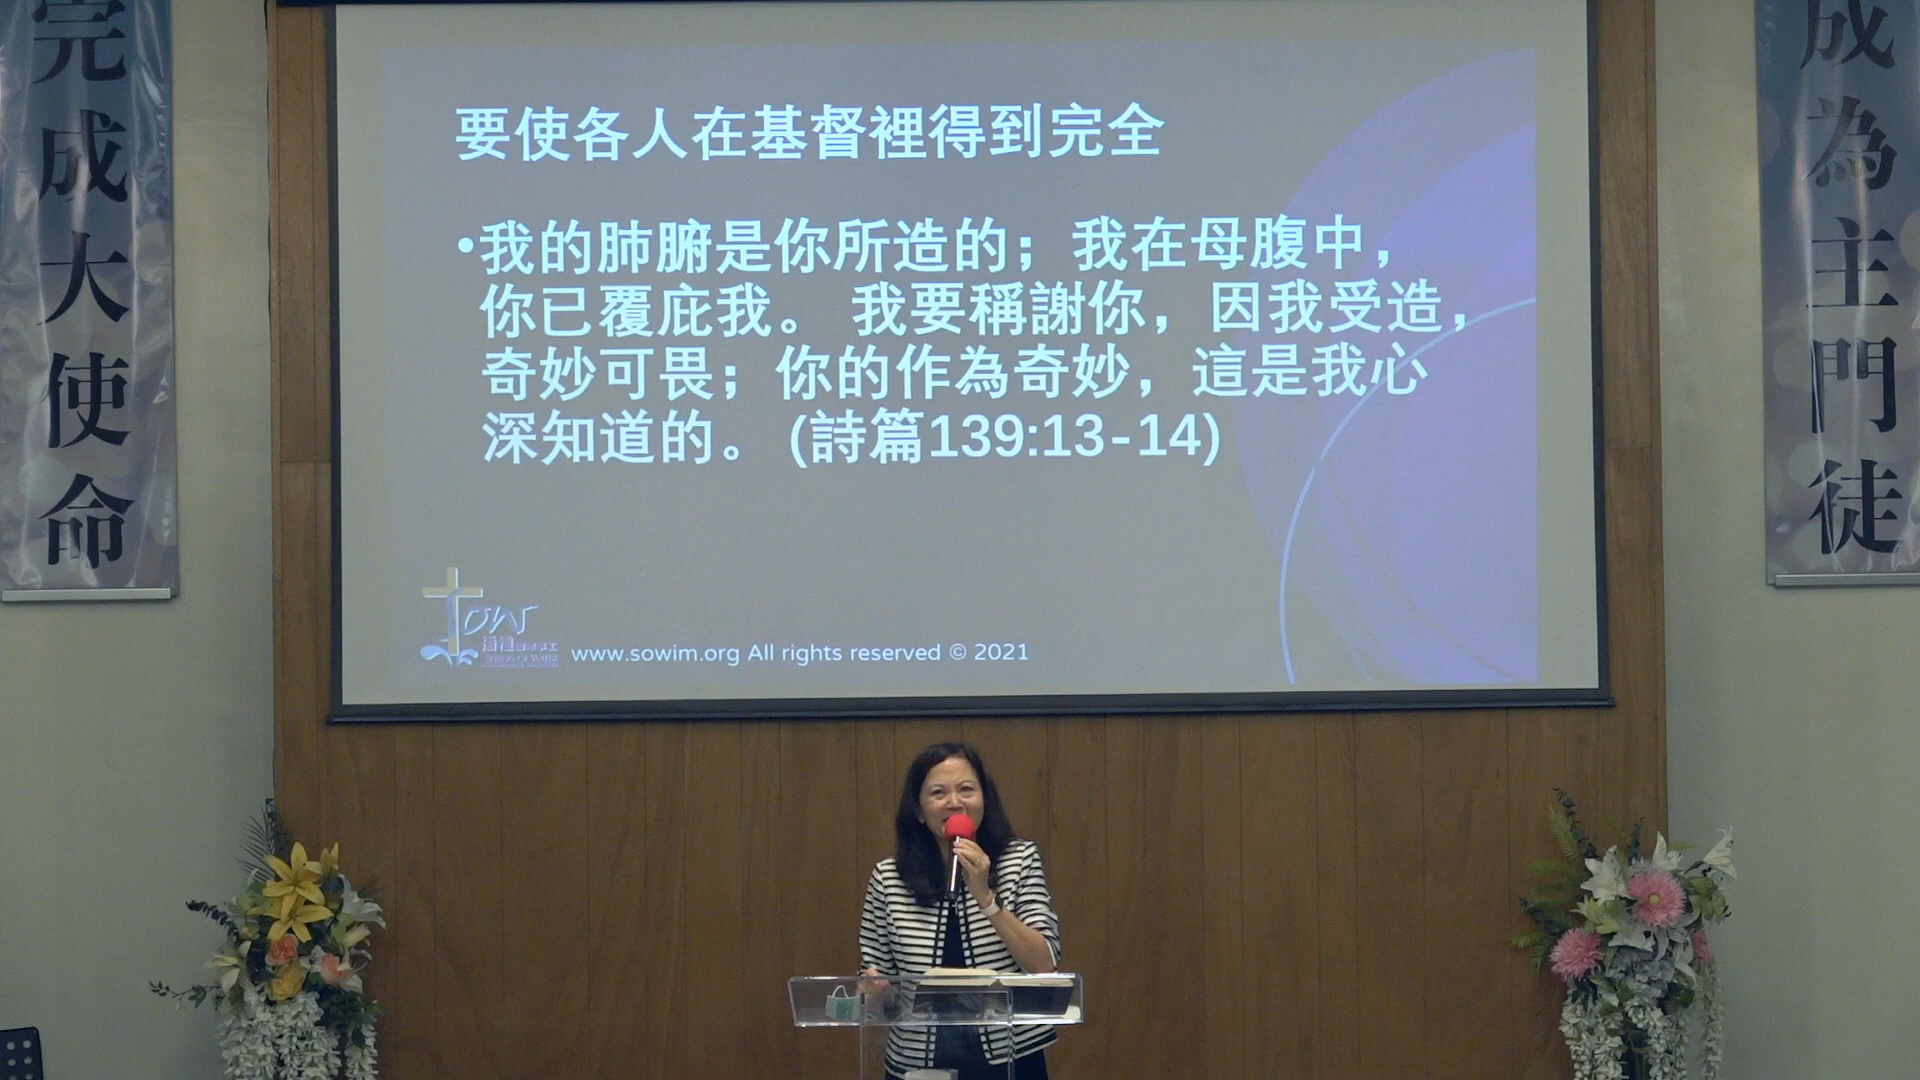 完成大使命
要使各人在基督裡得到完全
•我的肺腑是你所造的；我在母腹中，
你已覆庇我。 我要稱謝你，因我受造，
奇妙可畏；你的作為奇妙，這是我心
深知道的。 (詩篇139:13-14)
www.sowim.org All rights reserved © 2021
成為主門徒